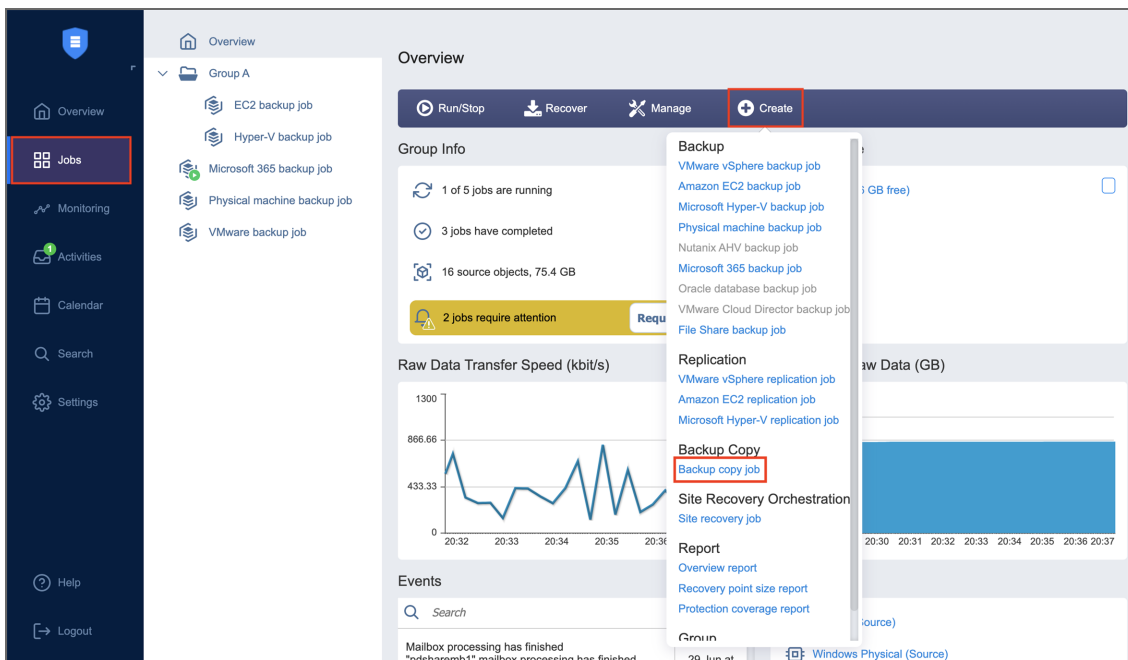 Overview
Jobs
Monitoring
1
Activities
Calendar
Search
Settings
Help
Logout
Overview
Group A
EC2 backup job
Hyper-V backup job
Microsoft 365 backup job
Physical machine backup job
VMware backup job
Overview
Run/Stop
Recover
Manage
Create
Group Info
1 of 5 jobs are running
3 jobs have completed
16 source objects, 75.4 GB
2 jobs require attention
Raw Data Transfer Speed (kbit/s)
1300
866.66
433.33
0
20:32 20:33 20:34 20:35
Events
Search
Mailbox processing has finished
mailbox processing has finished
29 Jun at
Backup
VMware vSphere backup job
Amazon EC2 backup job
Microsoft Hyper-V backup job
Physical machine backup job
Nutanix AHV backup job
Microsoft 365 backup job
Oracle database backup job
VMware Cloud Director backup job
File Share backup job
Replication
VMware vSphere replication job
Amazon EC2 replication job
Microsoft Hyper-V replication job
Backup Copy
Backup copy job
Site Recovery Orchestration
Site recovery job
Report
Overview report
Recovery point size report
Protection coverage report
Group
GB free)
Data (GB)
20:30 20:31 20:32 20:33 20:34 20:35 20:36 20:37
Windows Physical (Source)